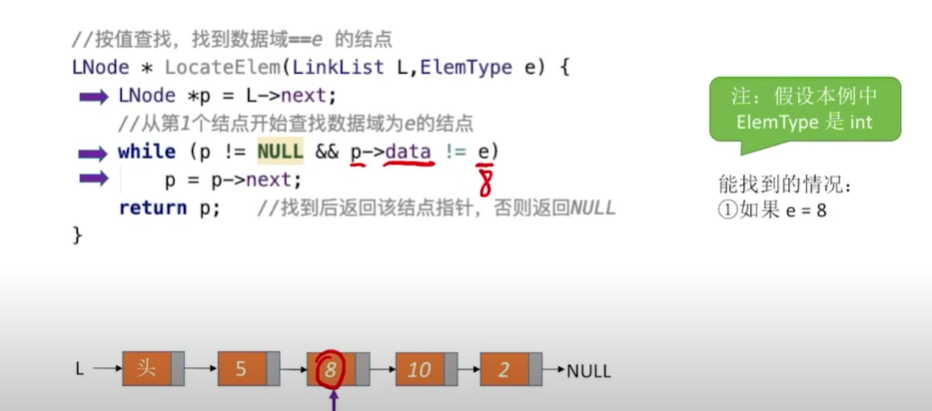 //按值查找，找到数据域==e 的结点
LNode * LocateElem(LinkList L,ElemType e) {
LNode *p = L->next;
//从第1个结点开始查找数据域为e的结点
while (p != NULL && p->data != e)
8
p = p->next;
return p;   //找到后返回该结点指针，否则返回NULL
}
注：假设本例中
ElemType 是 int
能找到的情况：
①如果 e = 8
L 头 5 8 10 2 NULL